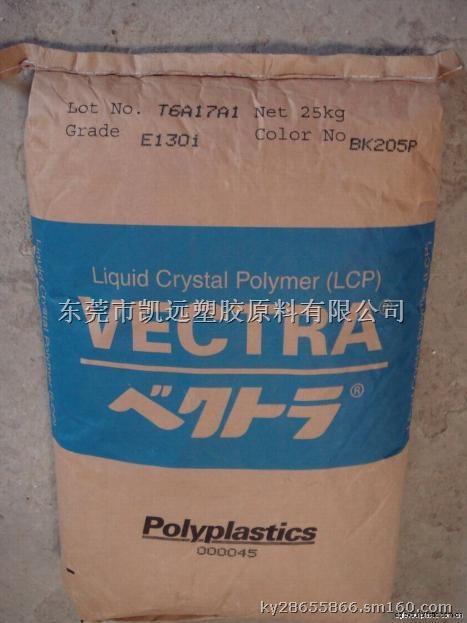 Lot No. T6A17A1 Net 25kg
Grade E130i Color No BK205P
Liquid Crystal Polymer (LCP)
VECTRA®
东莞市凯远塑胶原料有限公司
ベクトラ®
Polyplastics
000045
ky28655866.sm160.com